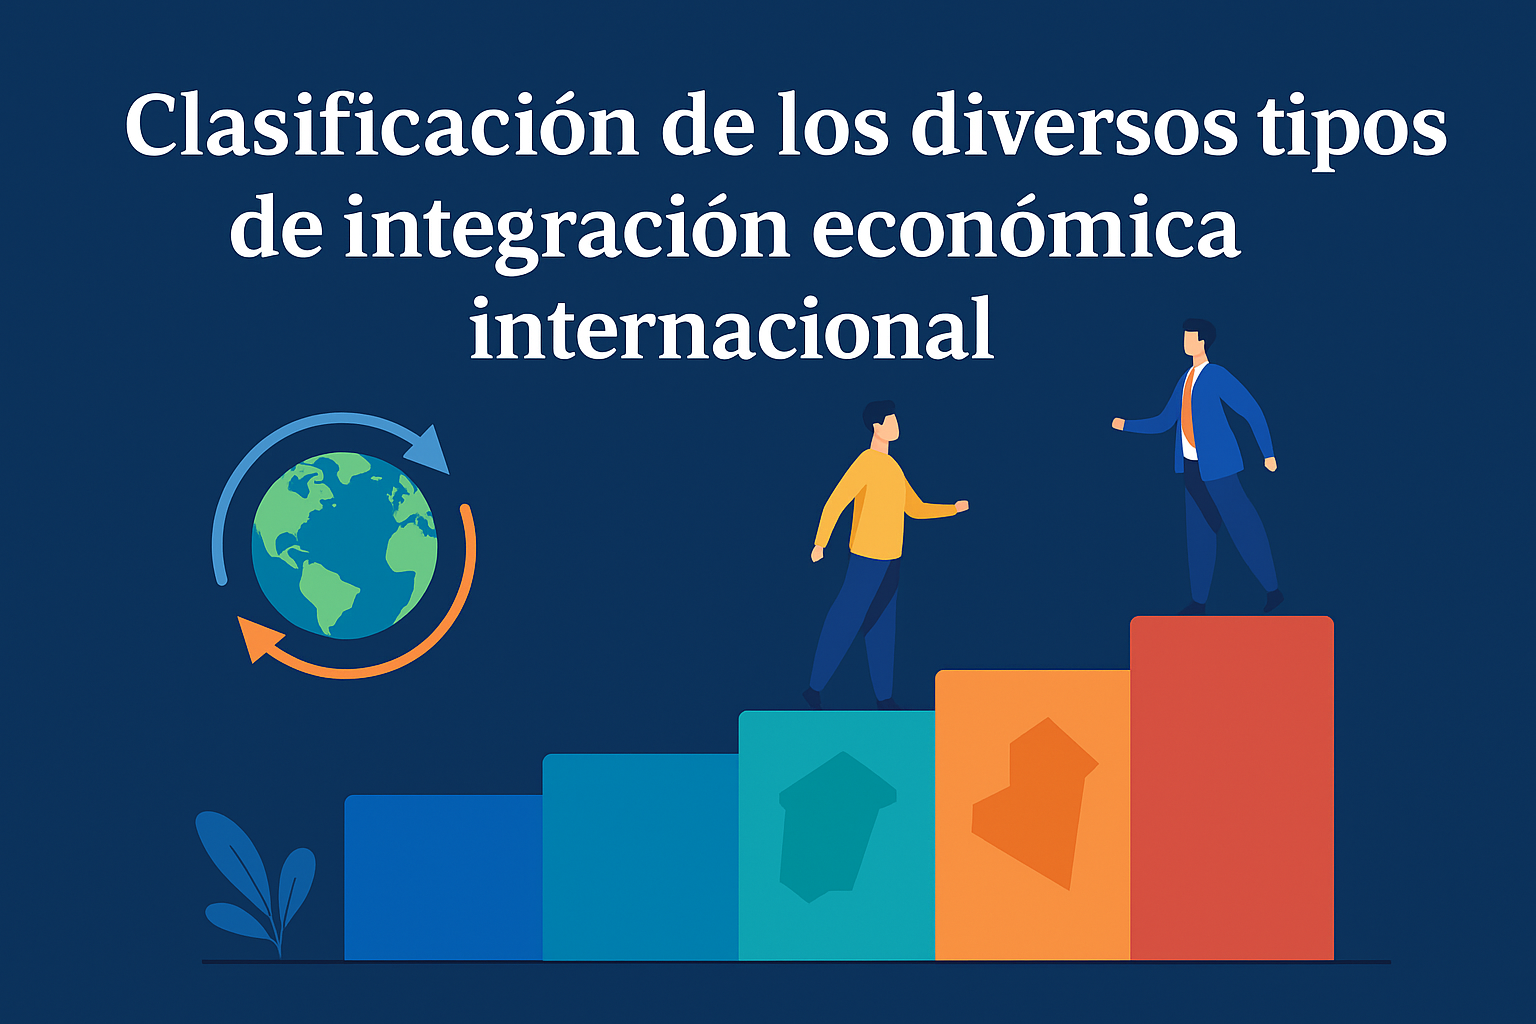 Clasificación de los diversos tipos
de integración económica
internacional